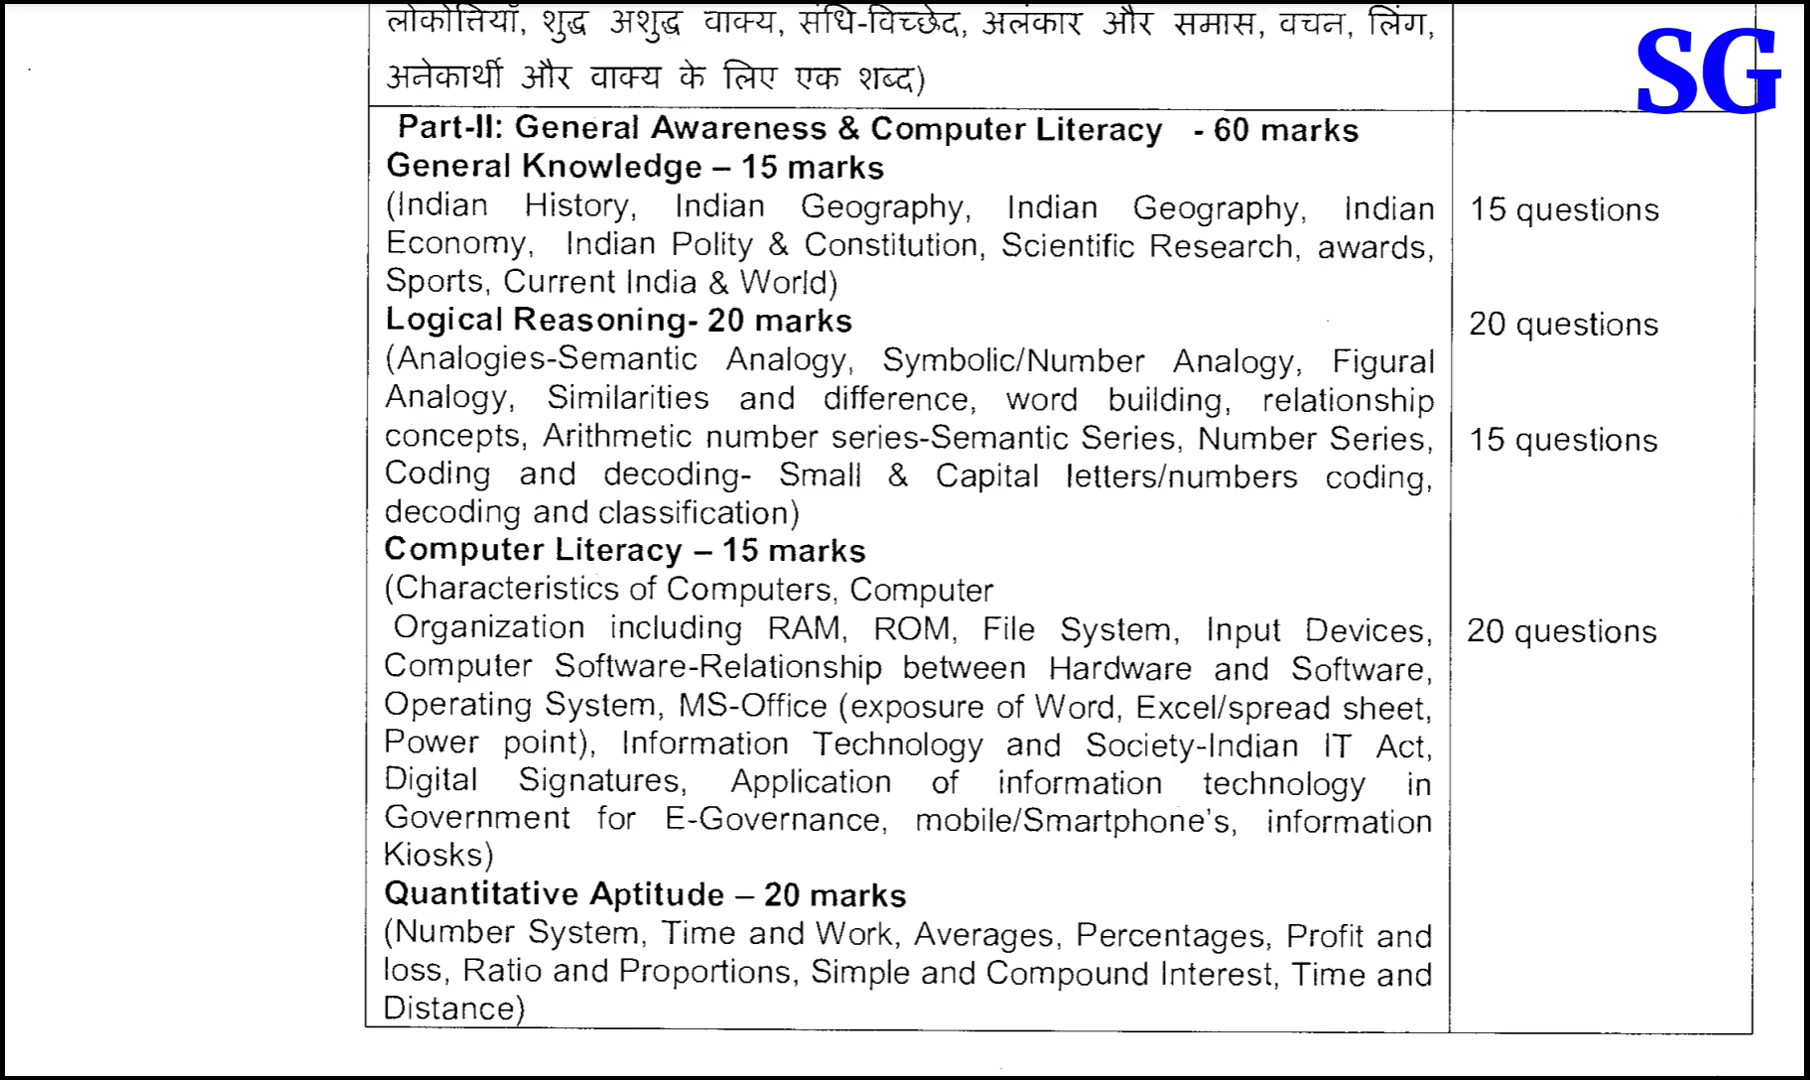 लोकोत्तियाँ, शुद्ध अशुद्ध वाक्य, संधि-विच्छेद, अलंकार और समास, वचन, लिंग,
अनेकार्थी और वाक्य के लिए एक शब्द)
SG
Part-II: General Awareness & Computer Literacy - 60 marks
General Knowledge – 15 marks
(Indian History, Indian Geography, Indian Geography, Indian
15 questions
Economy, Indian Polity & Constitution, Scientific Research, awards,
Sports, Current India & World)
Logical Reasoning- 20 marks
20 questions
(Analogies-Semantic Analogy, Symbolic/Number Analogy, Figural
Analogy, Similarities and difference, word building, relationship
concepts, Arithmetic number series-Semantic Series, Number Series,
15 questions
Coding and decoding- Small & Capital letters/numbers coding,
decoding and classification)
Computer Literacy – 15 marks
(Characteristics of Computers, Computer
Organization including RAM, ROM, File System, Input Devices,
20 questions
Computer Software-Relationship between Hardware and Software,
Operating System, MS-Office (exposure of Word, Excel/spread sheet,
Power point), Information Technology and Society-Indian IT Act,
Digital Signatures, Application of information technology in
Government for E-Governance, mobile/Smartphone's, information
Kiosks)
Quantitative Aptitude – 20 marks
(Number System, Time and Work, Averages, Percentages, Profit and
loss, Ratio and Proportions, Simple and Compound Interest, Time and
Distance)